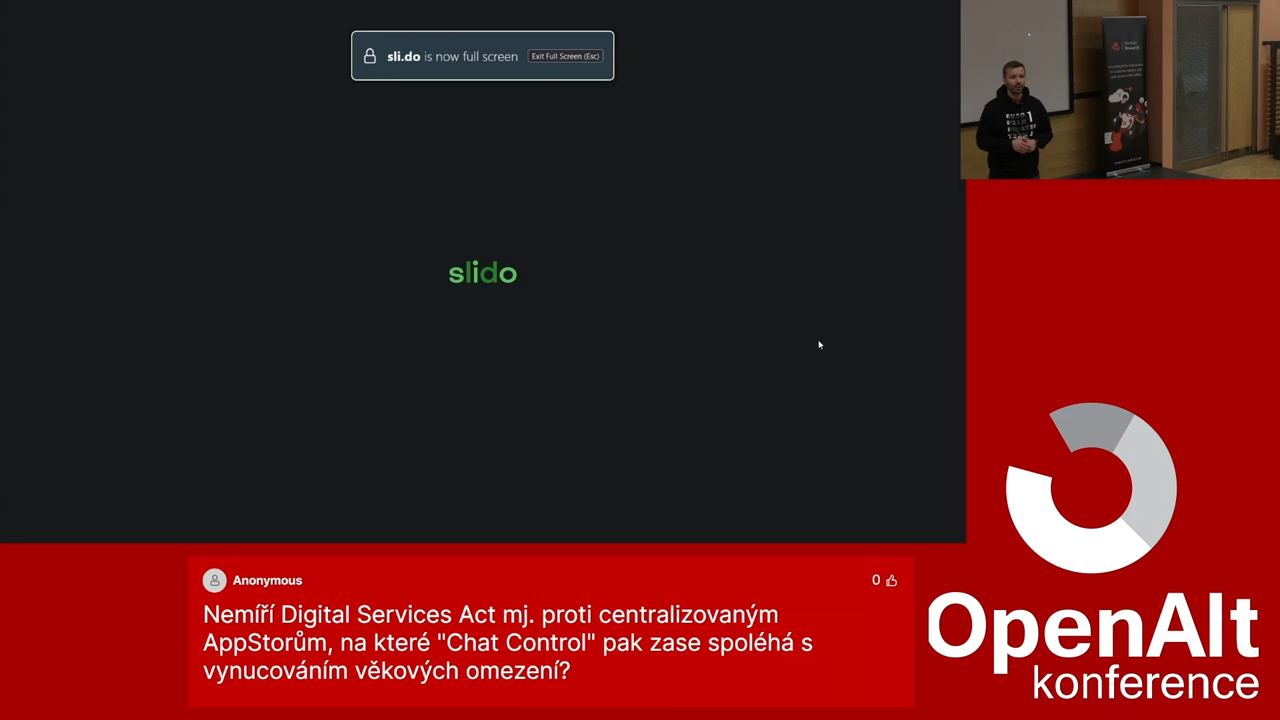 sli.do is now full screen Exit Full Screen (Esc)
slido
Anonymous
0
Nemíří Digital Services Act mj. proti centralizovaným
AppStorům, na které "Chat Control" pak zase spoléhá s
vynucováním věkových omezení?
OpenAlt
konference